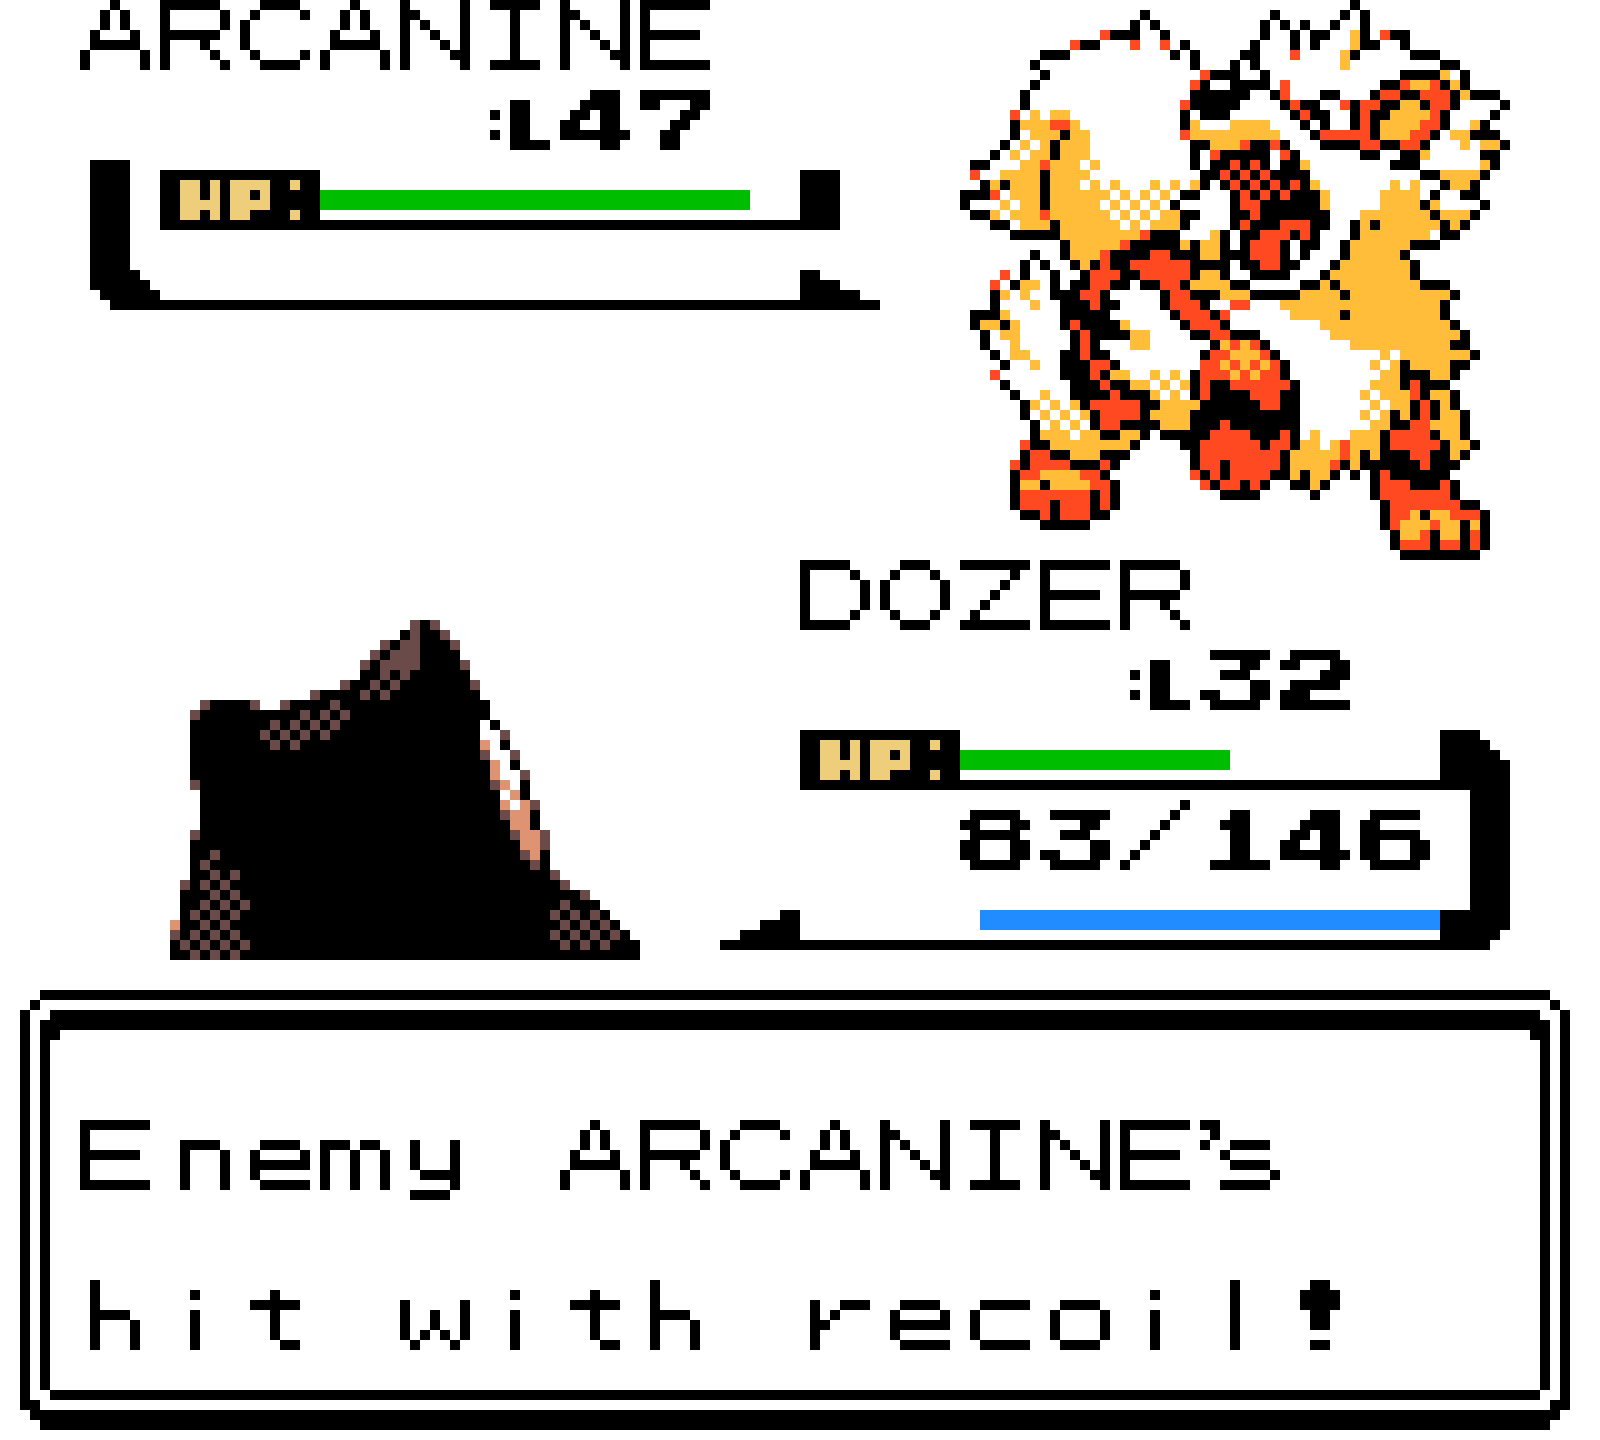 ARCANINE
:L47
HP:
DOZER
:L32
HP:
83/146
Enemy ARCANINE's
hit with recoil!